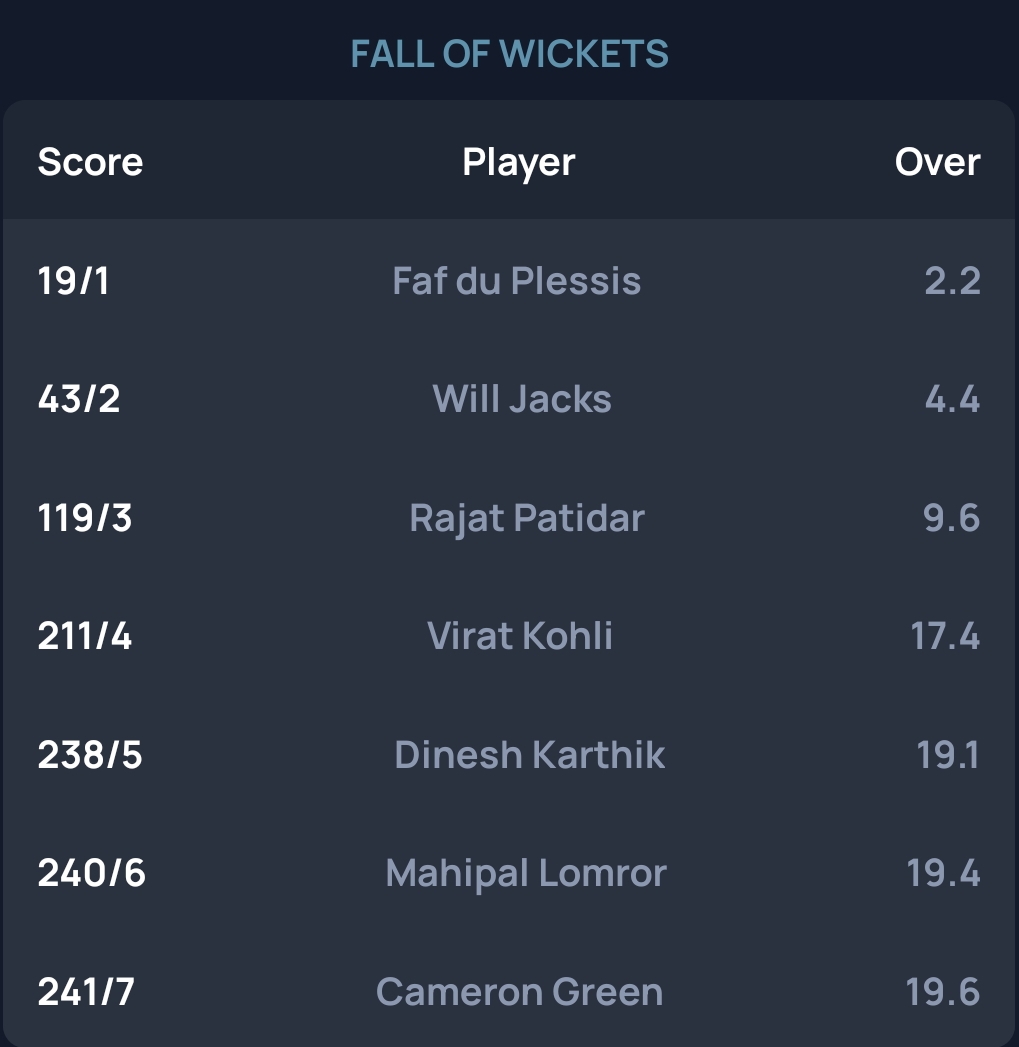 FALL OF WICKETS
Score Player Over
19/1 Faf du Plessis 2.2
43/2 Will Jacks 4.4
119/3 Rajat Patidar 9.6
211/4 Virat Kohli 17.4
238/5 Dinesh Karthik 19.1
240/6 Mahipal Lomror 19.4
241/7 Cameron Green 19.6